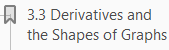 3.3 Derivatives and
the Shapes of Graphs